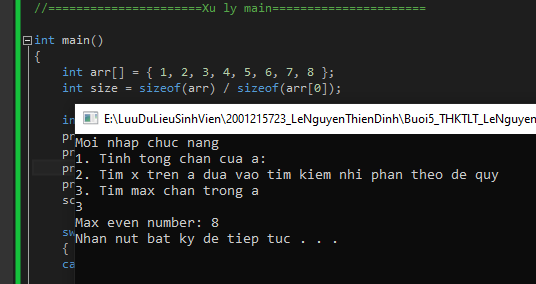 //======================Xu ly main======================
int main()
{
int arr[] = { 1, 2, 3, 4, 5, 6, 7, 8 };
int size = sizeof(arr) / sizeof(arr[0]);
E:\LuuDuLieuSinhVien\2001215723_LeNguyenThienDinh\Buoi5_THKTLT_LeNguyen
Moi nhap chuc nang
1. Tinh tong chan cua a:
2. Tim x tren a dua vao tim kiem nhi phan theo de quy
3. Tim max chan trong a
3
Max even number: 8
Nhan nut bat ky de tiep tuc . . .
in
pr
pr
pr
pr
sc
sw
{
ca